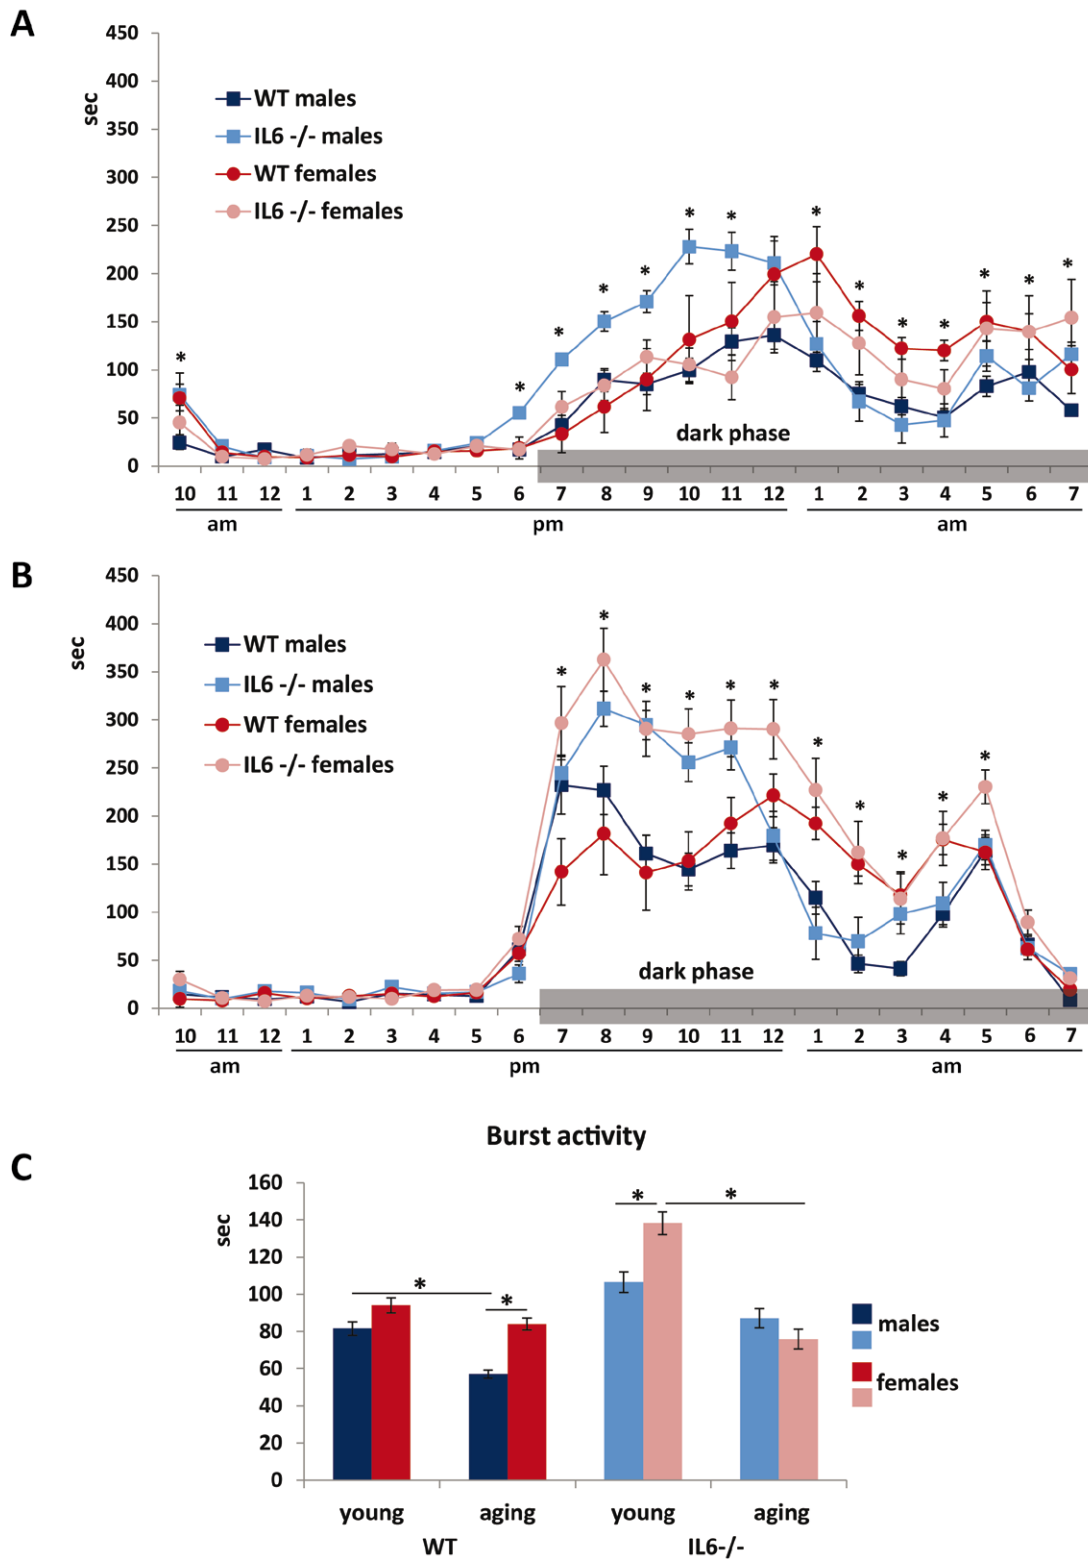 A
450
400
350
300
250
200
150
100
50
0
sec
WT males
IL6 -/- males
WT females
IL6 -/- females
* * * * * * * * * * * * * *
dark phase
10 11 12 1 2 3 4 5 6 7 8 9 10 11 12 1 2 3 4 5 6 7
am pm am
B
450
400
350
300
250
200
150
100
50
0
sec
WT males
IL6 -/- males
WT females
IL6 -/- females
* * * * * * * * * * *
dark phase
10 11 12 1 2 3 4 5 6 7 8 9 10 11 12 1 2 3 4 5 6 7
am pm am
C
Burst activity
160
140
120
100
80
60
40
20
0
sec
* * * *
males
females
young aging young aging
WT IL6-/-